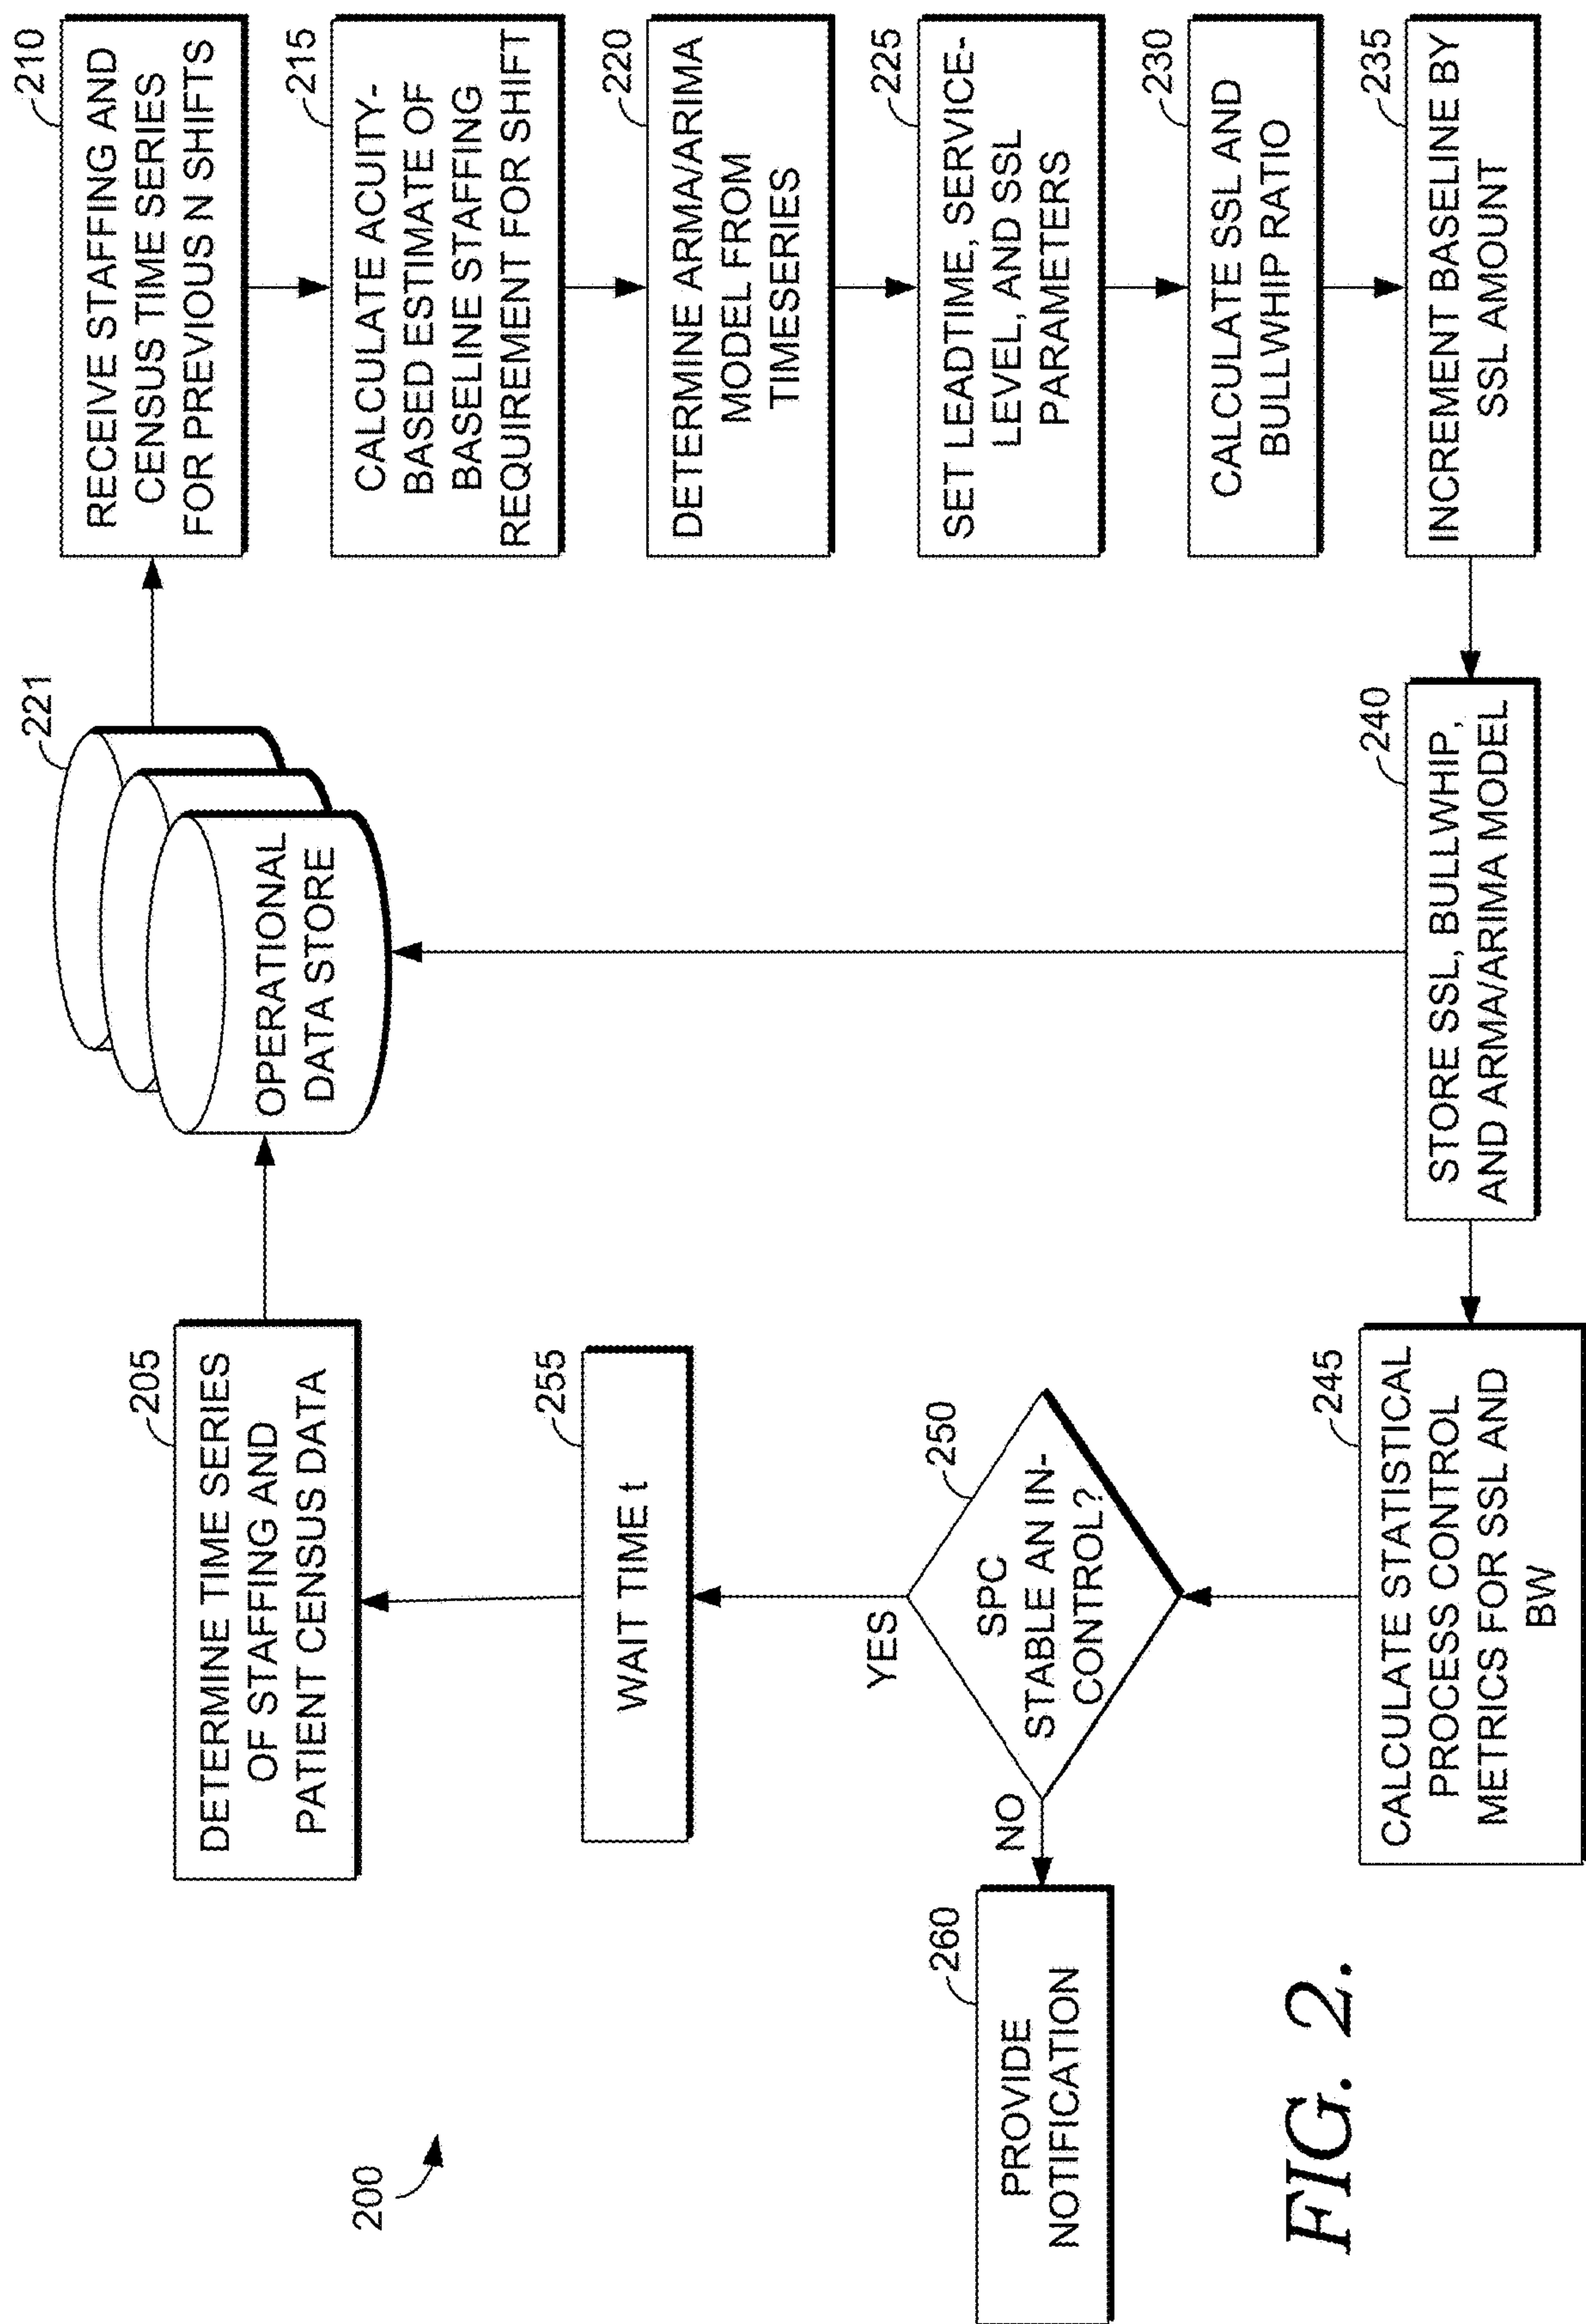 200
205
DETERMINE TIME SERIES
OF STAFFING AND
PATIENT CENSUS DATA
221
OPERATIONAL
DATA STORE
210
RECEIVE STAFFING AND
CENSUS TIME SERIES
FOR PREVIOUS N SHIFTS
215
CALCULATE ACUITY-
BASED ESTIMATE OF
BASELINE STAFFING
REQUIREMENT FOR SHIFT
220
DETERMINE ARMA/ARIMA
MODEL FROM
TIMESERIES
225
SET LEADTIME, SERVICE-
LEVEL, AND SSL
PARAMETERS
230
CALCULATE SSL AND
BULLWHIP RATIO
235
INCREMENT BASELINE BY
SSL AMOUNT
240
STORE SSL, BULLWHIP,
AND ARMA/ARIMA MODEL
245
CALCULATE STATISTICAL
PROCESS CONTROL
METRICS FOR SSL AND
BW
250
SPC
STABLE AN IN-
CONTROL?
YES
NO
255
WAIT TIME t
260
PROVIDE
NOTIFICATION
FIG. 2.